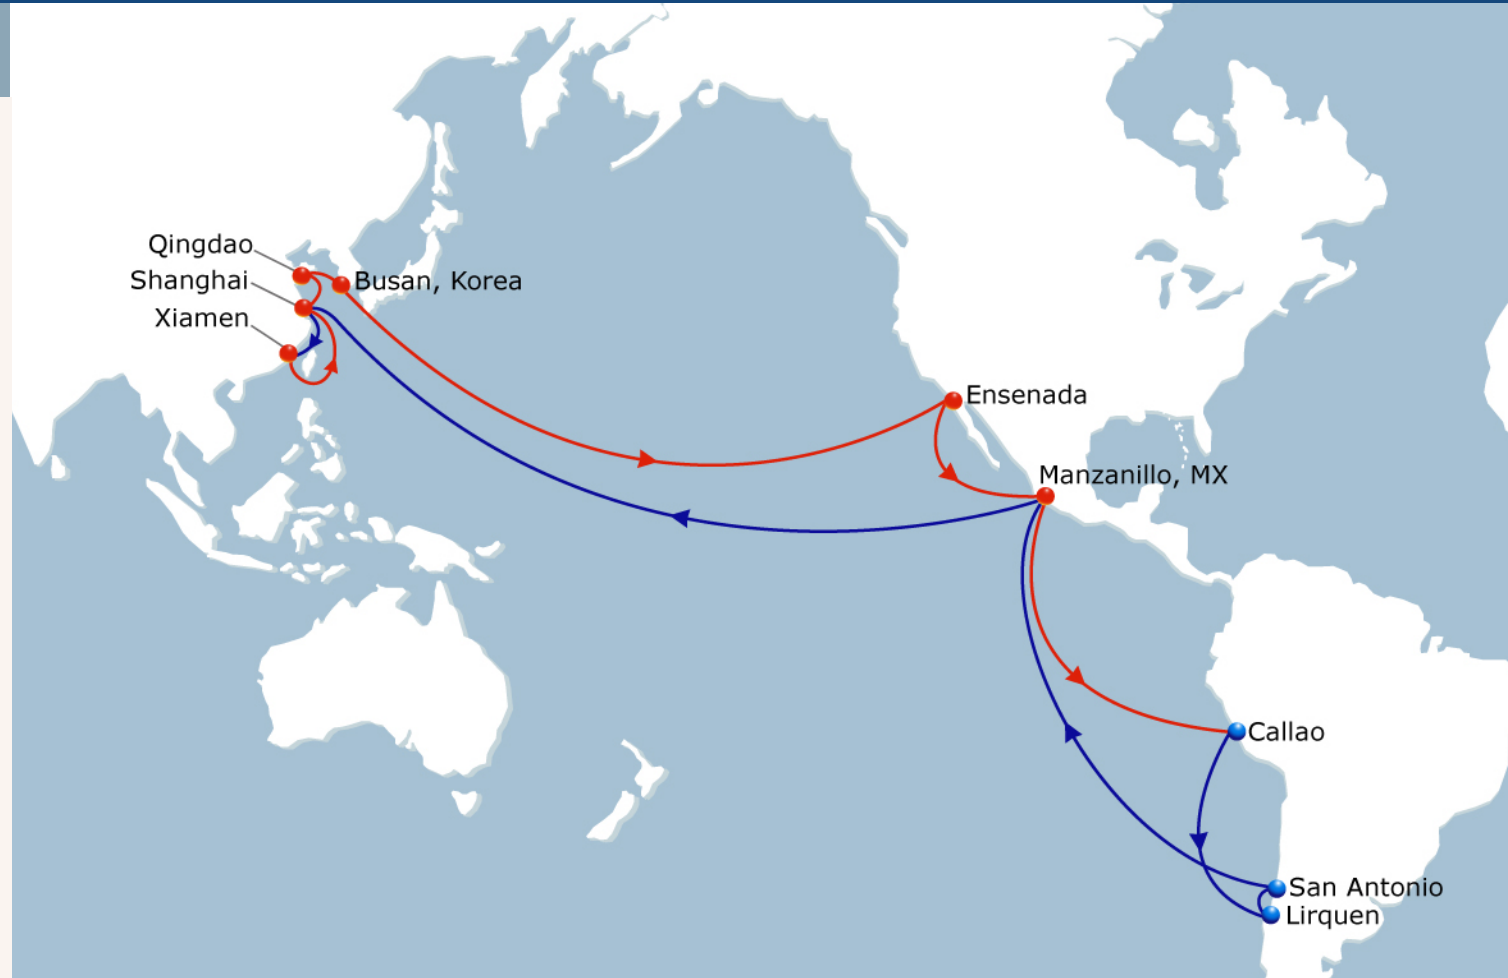 Qingdao
Shanghai
Busan, Korea
Xiamen
Ensenada
Manzanillo, MX
Callao
San Antonio
Lirquen